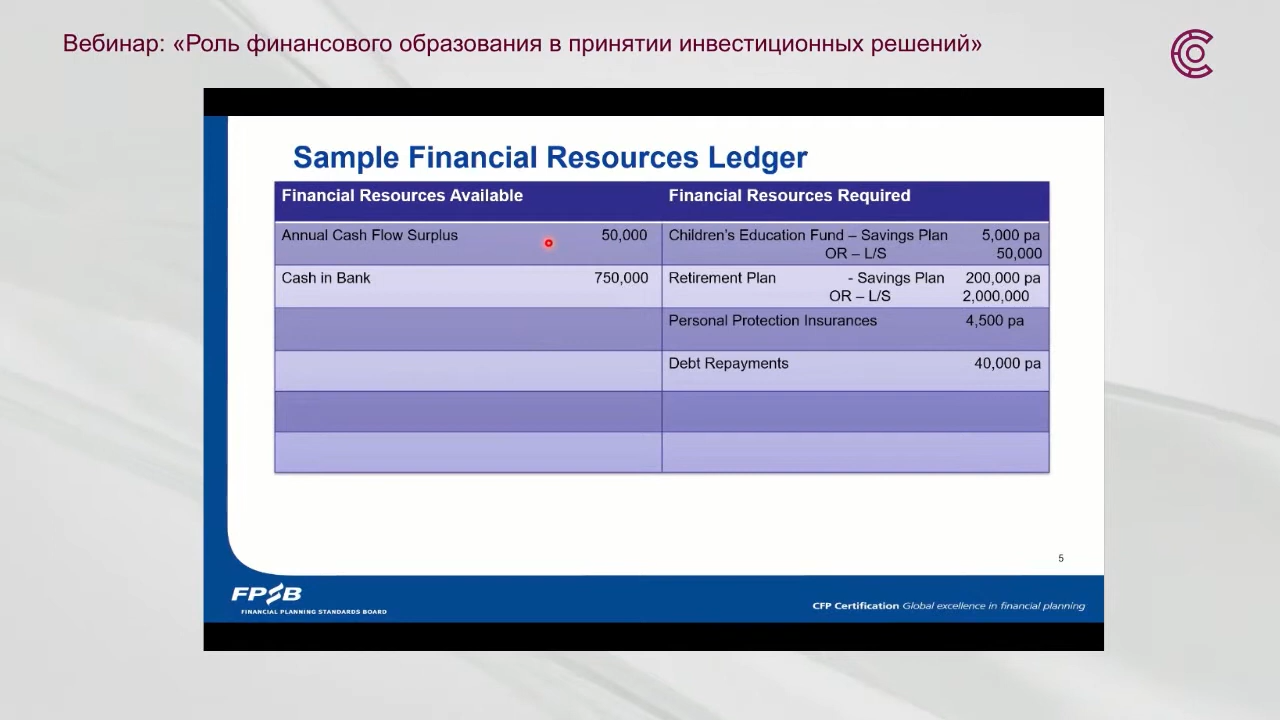 Вебинар: «Роль финансового образования в принятии инвестиционных решений»
Sample Financial Resources Ledger
Financial Resources Available Financial Resources Required
Annual Cash Flow Surplus 50,000 Children's Education Fund – Savings Plan 5,000 pa
OR – L/S 50,000
Cash in Bank 750,000 Retirement Plan - Savings Plan 200,000 pa
OR – L/S 2,000,000
Personal Protection Insurances 4,500 pa
Debt Repayments 40,000 pa
5
FPSB
FINANCIAL PLANNING STANDARDS BOARD
CFP Certification Global excellence in financial planning